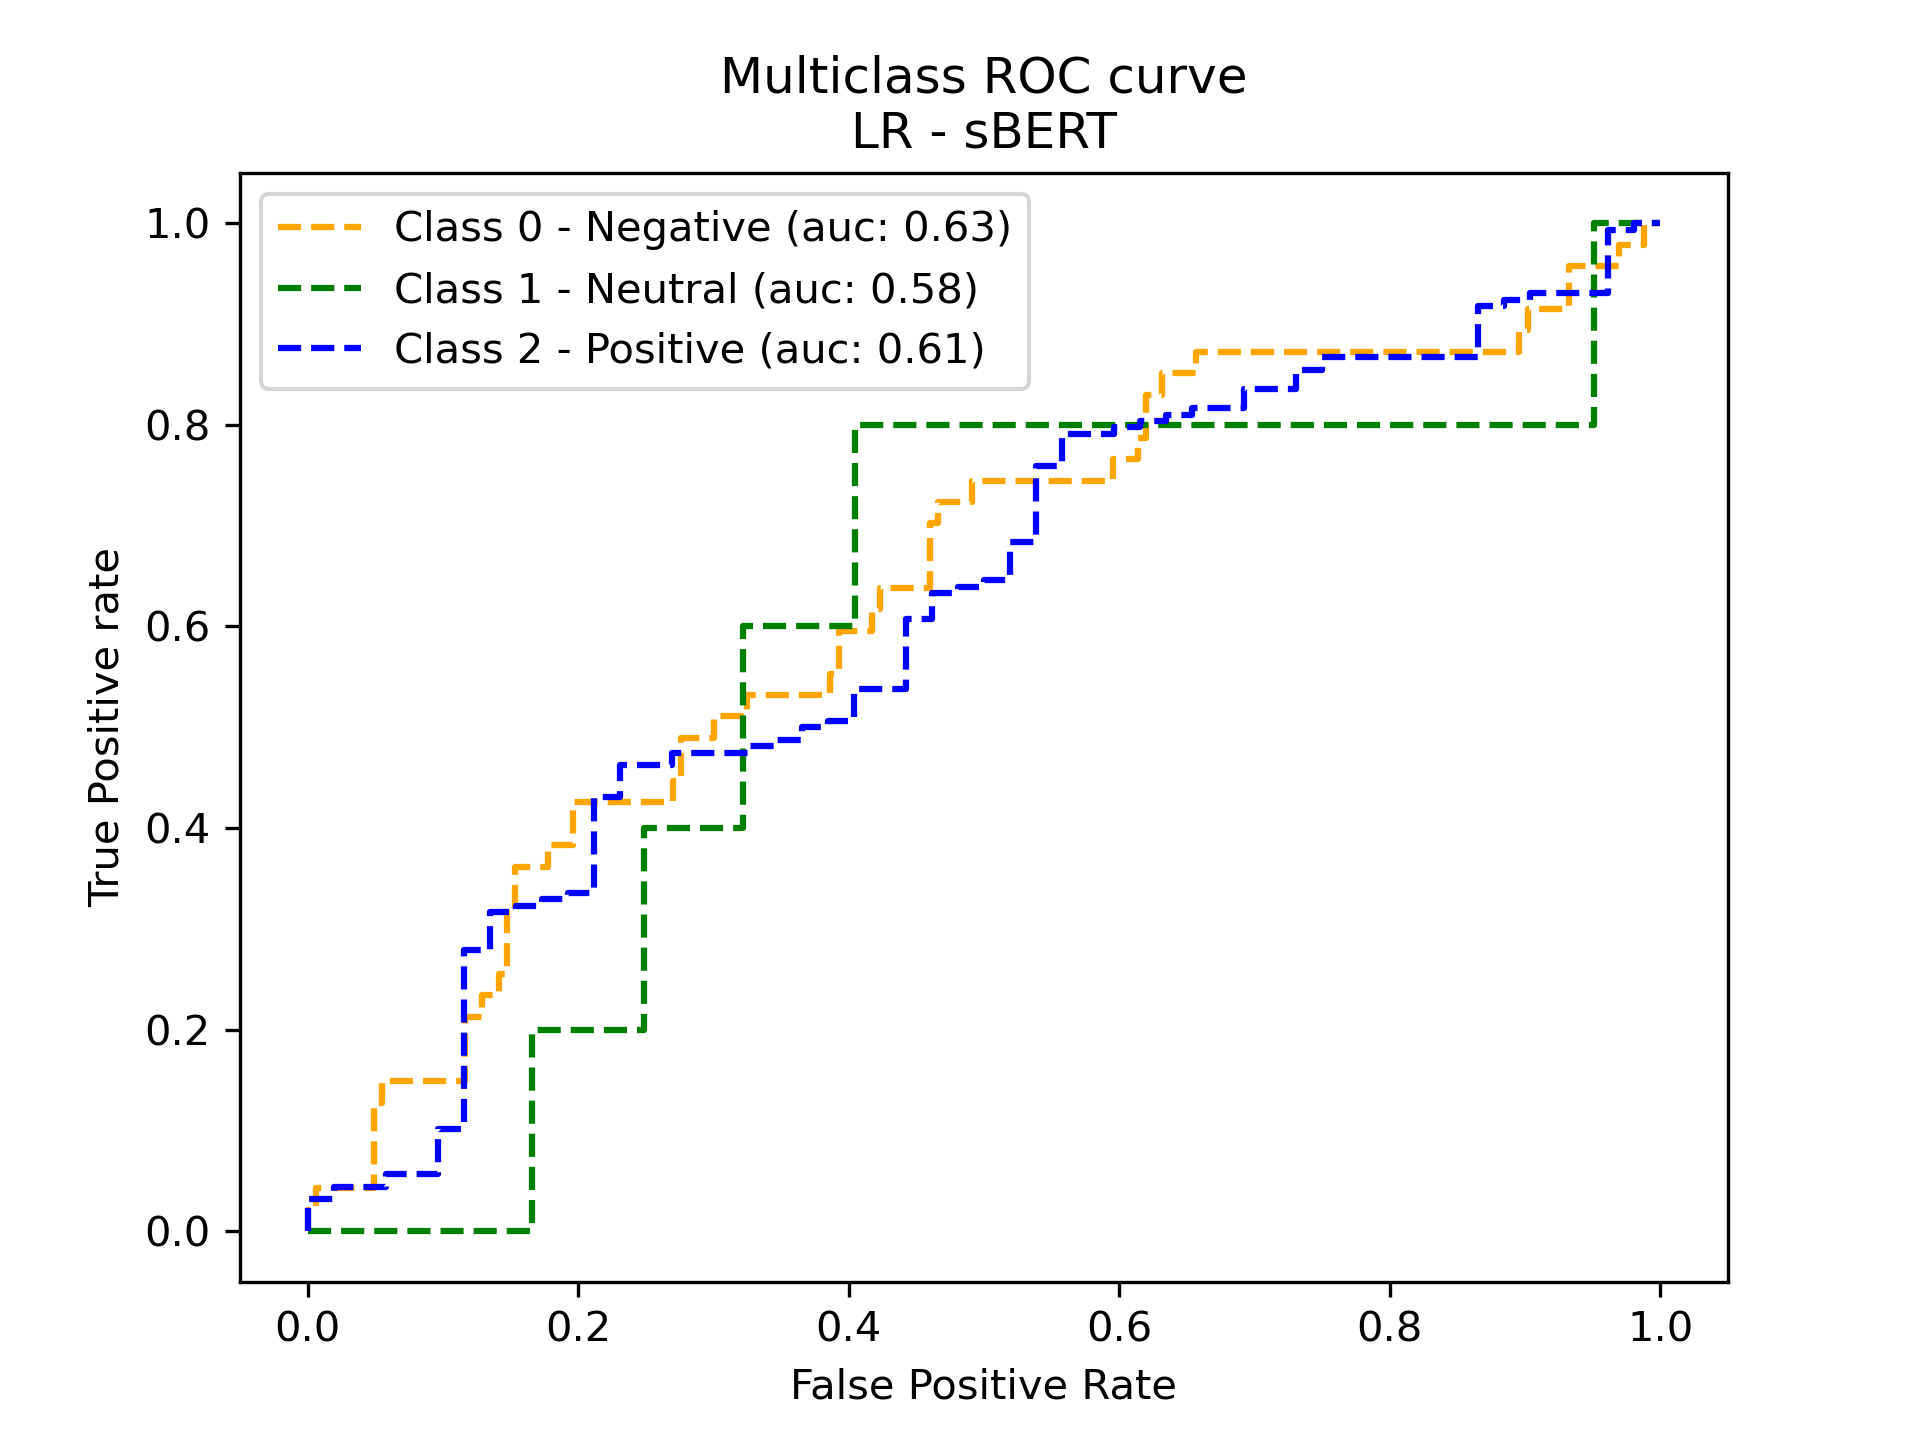 Multiclass ROC curve
LR - sBERT
Class 0 - Negative (auc: 0.63)
Class 1 - Neutral (auc: 0.58)
Class 2 - Positive (auc: 0.61)
True Positive rate
1.0
0.8
0.6
0.4
0.2
0.0
0.0 0.2 0.4 0.6 0.8 1.0
False Positive Rate